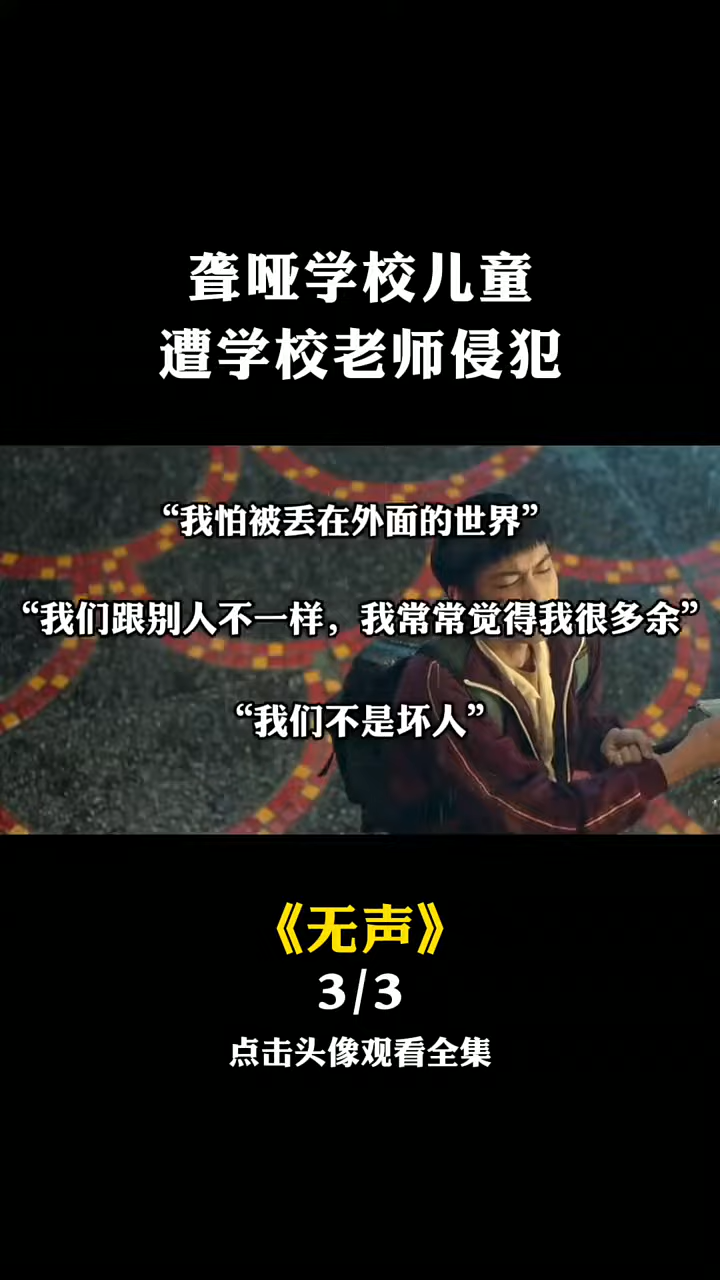 聋哑学校儿童
遭学校老师侵犯
“我怕被丢在外面的世界”
“我们跟别人不一样，我常常觉得我很多余”
“我们不是坏人”
《无声》
3/3
点击头像观看全集